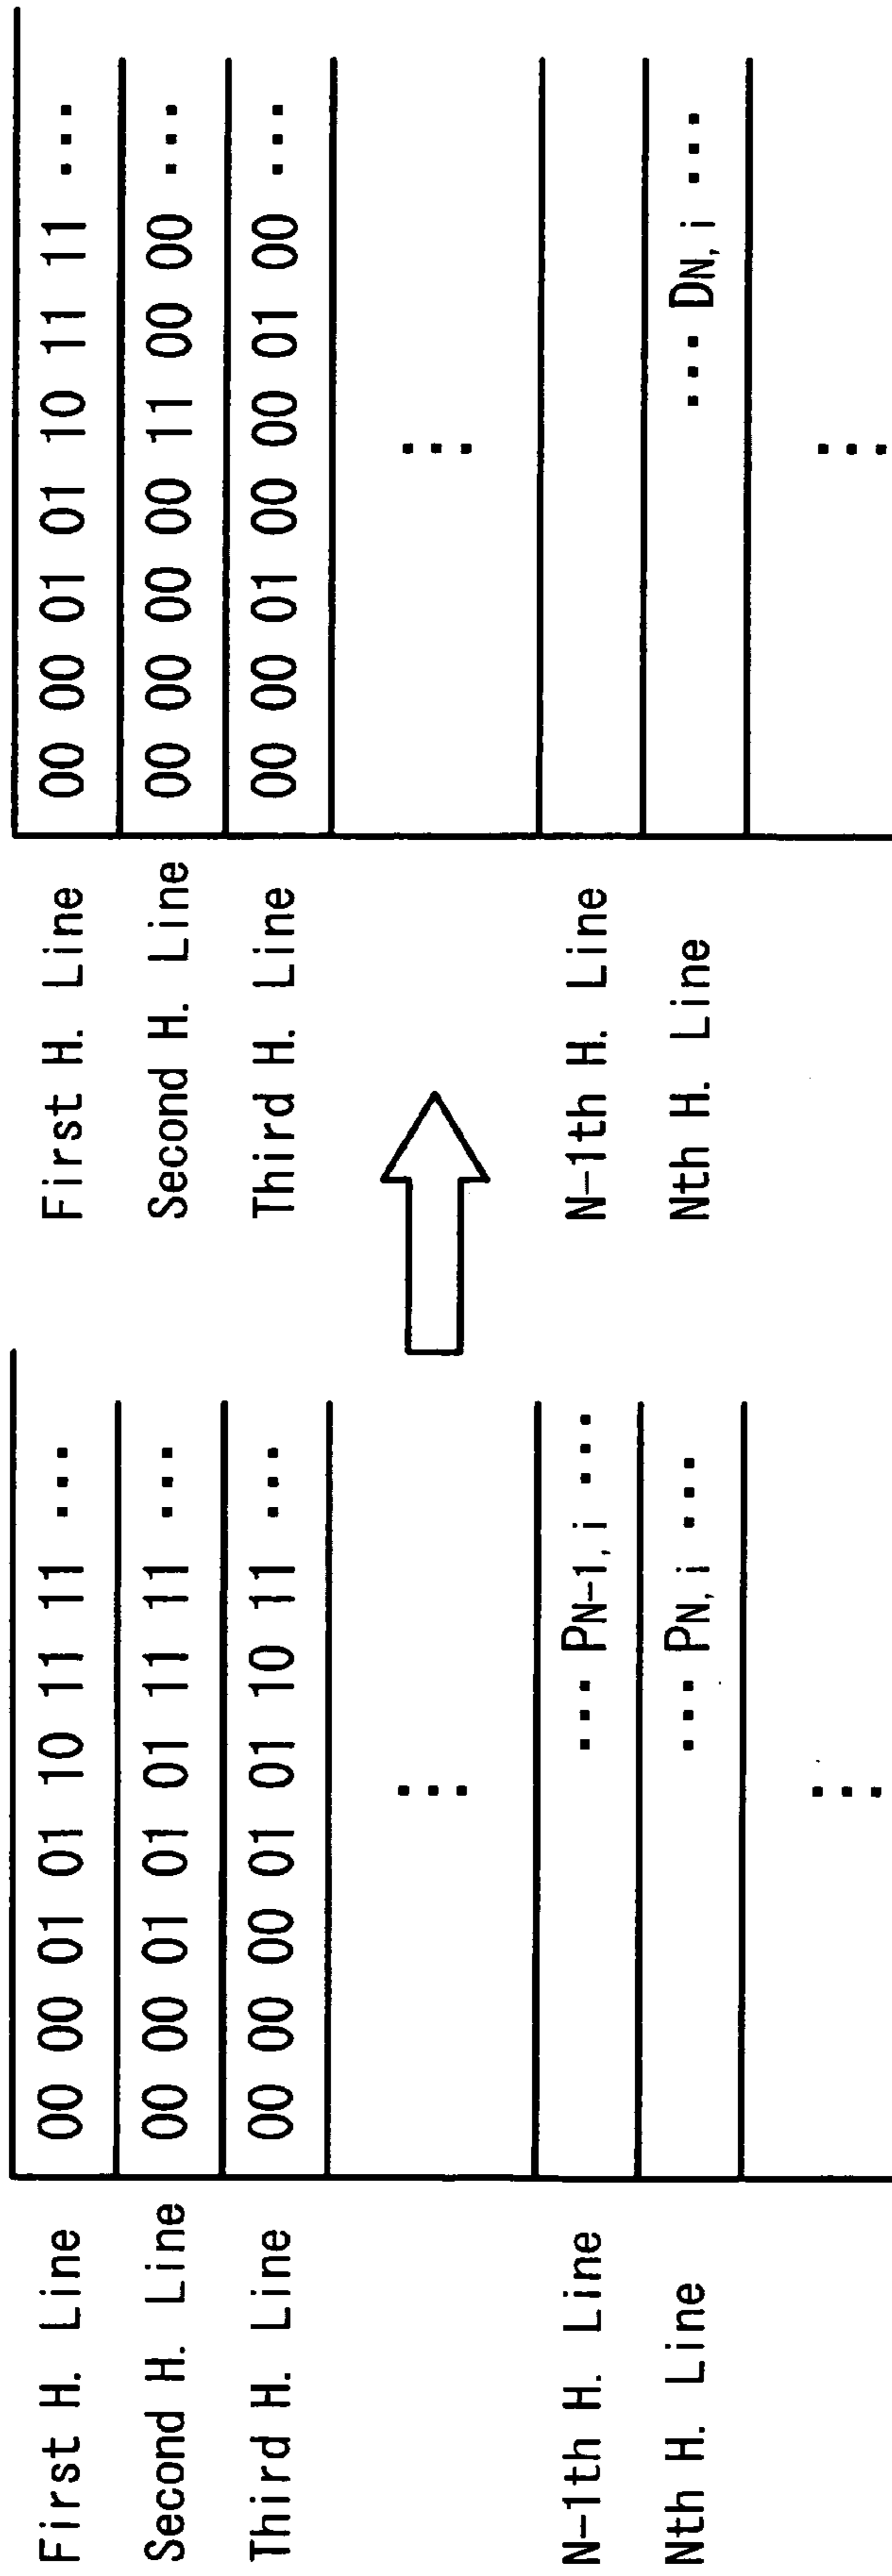 First H. Line 00 00 01 01 10 11 11 ...
Second H. Line 00 00 01 01 01 11 11 ...
Third H. Line 00 00 00 01 01 10 11 ...
...
N-1th H. Line ... PN-1, i ...
Nth H. Line ... PN, i ...
...
First H. Line 00 00 01 01 10 11 11 ...
Second H. Line 00 00 00 00 11 00 00 ...
Third H. Line 00 00 01 00 00 01 00 ...
...
N-1th H. Line
Nth H. Line ... DN, i ...
...